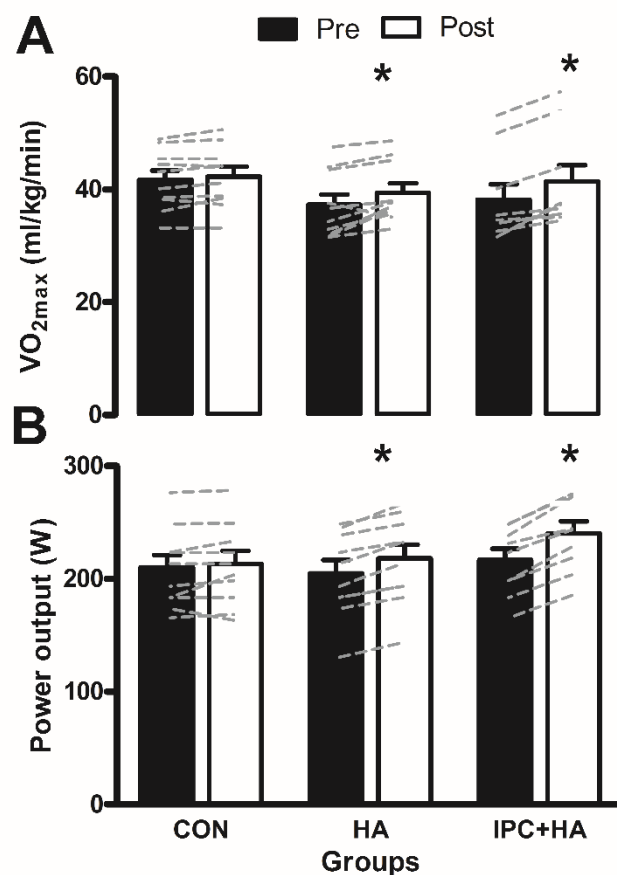 A
Pre Post
* *
60
40
20
0
VO2max (ml/kg/min)
B
* *
300
200
100
0
Power output (W)
CON HA IPC+HA
Groups